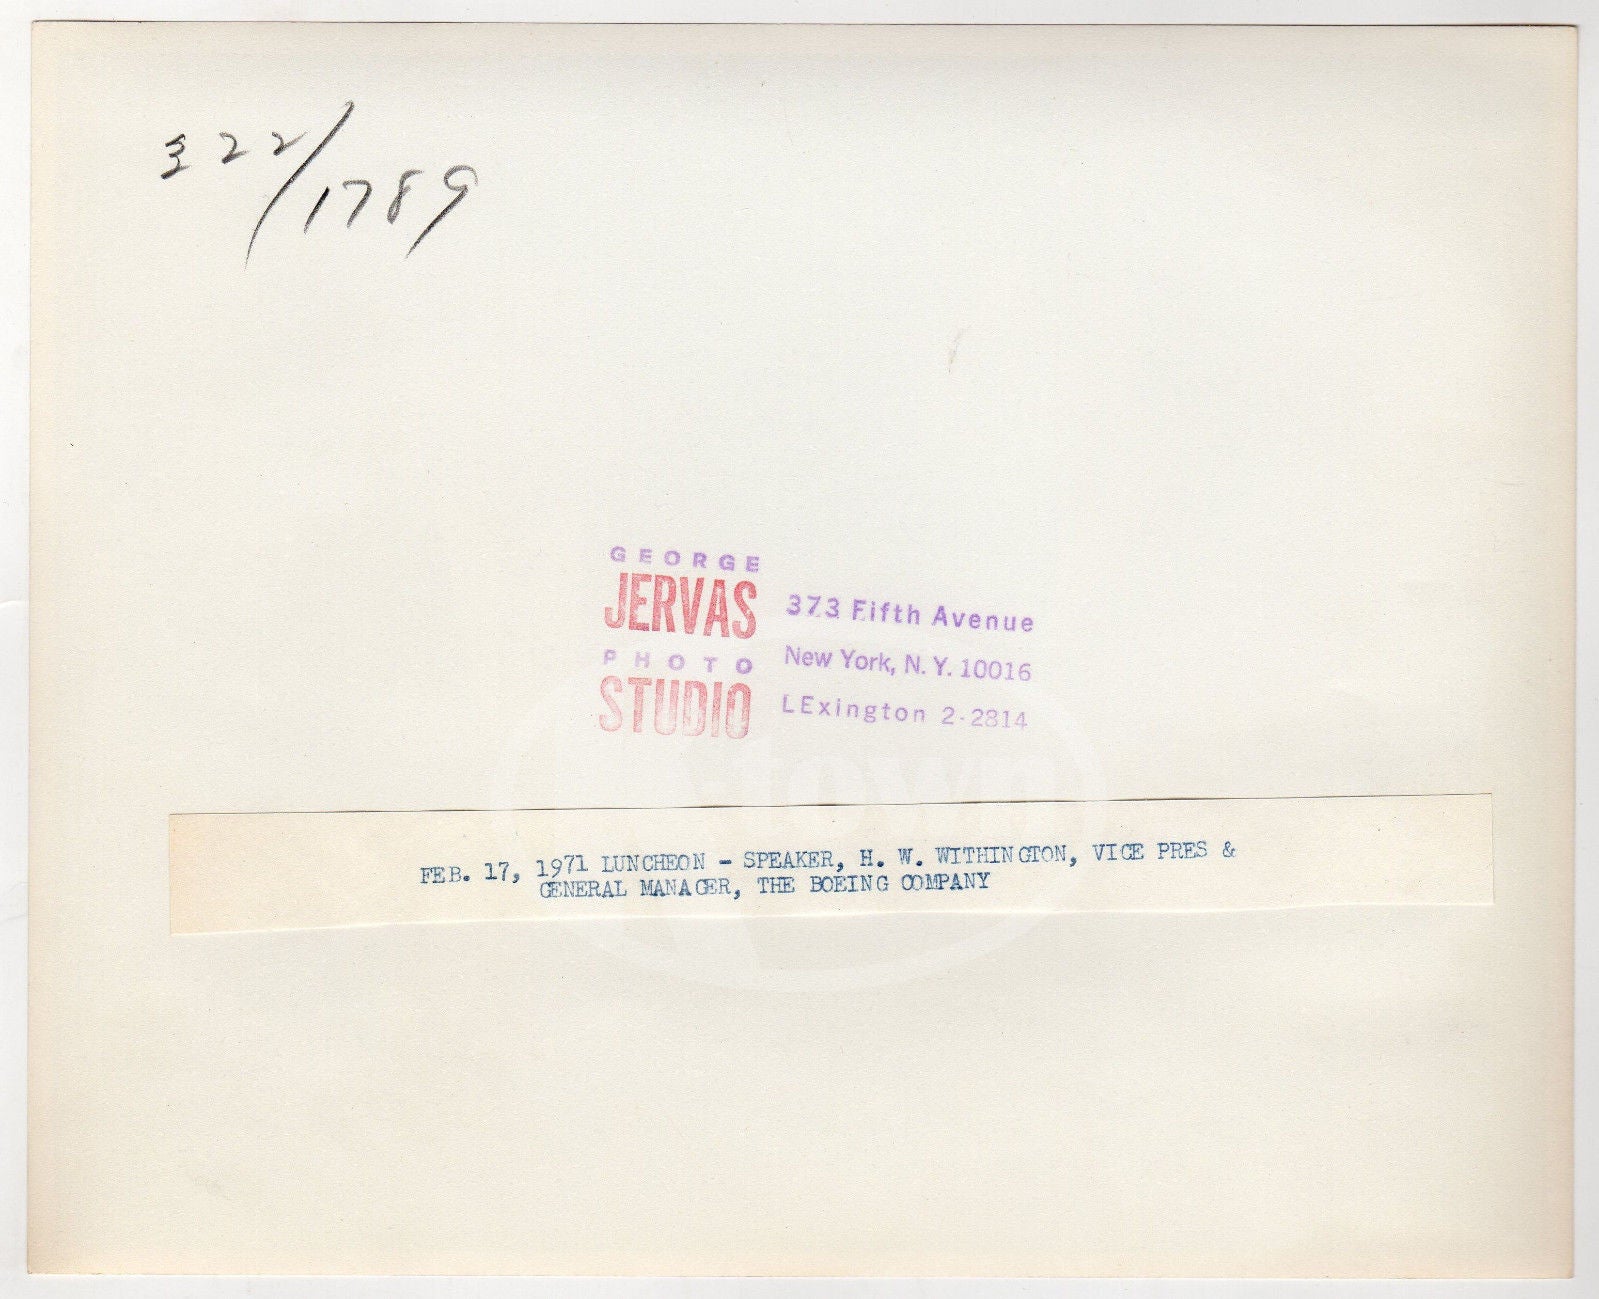 322/1789
GEORGE
JERVAS
PHOTO
STUDIO
373 Fifth Avenue
New York, N. Y. 10016
LExington 2-2814
FEB. 17, 1971 LUNCHEON - SPEAKER, H. W. WITHINGTON, VICE PRES &
GENERAL MANAGER, THE BOEING COMPANY